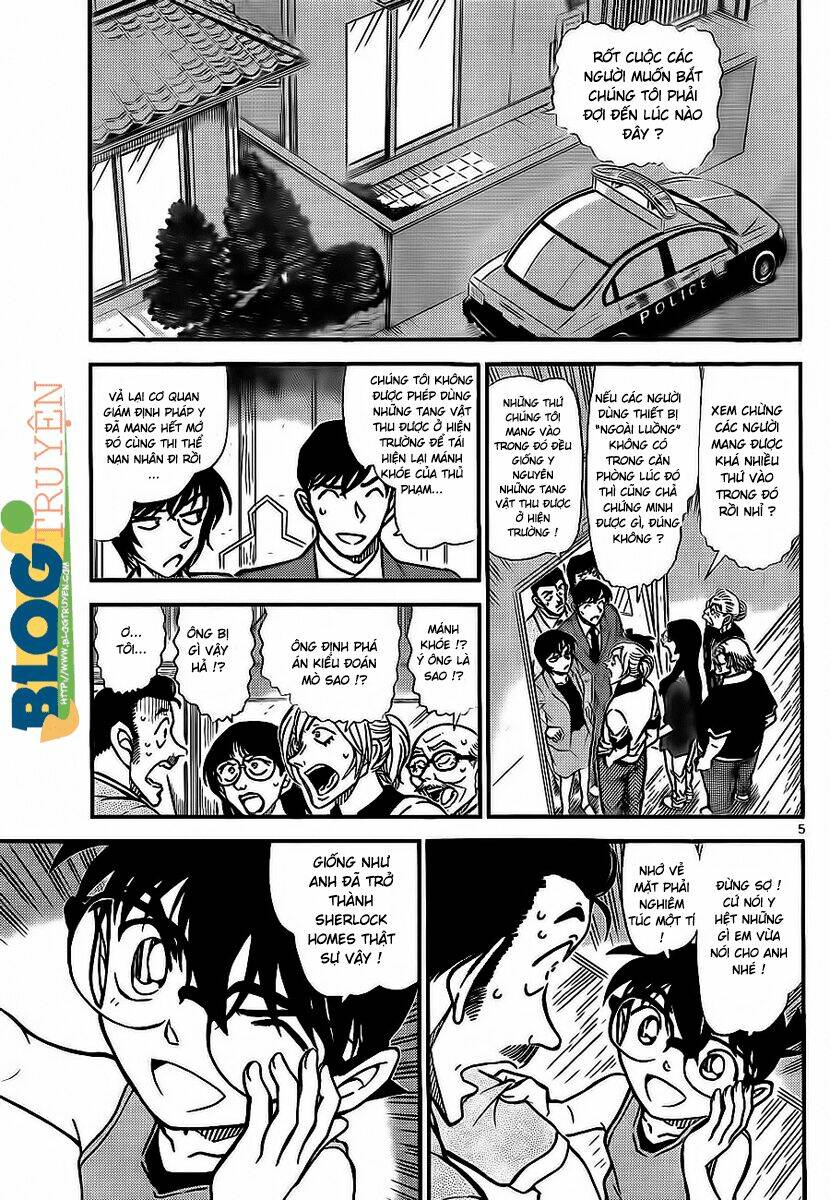 RỐT CUỘC CÁC
NGƯỜI MUỐN BẮT
CHÚNG TÔI PHẢI
ĐỢI ĐẾN LÚC NÀO
ĐÂY ?
POLICE
XEM CHỪNG
CÁC NGƯỜI
MANG ĐƯỢC
KHÁ NHIỀU
THỨ VÀO
TRONG ĐÓ
RỒI NHỈ ?
NẾU CÁC NGƯỜI
DÙNG THIẾT BỊ
"NGOÀI LUỒNG"
KHÔNG CÓ
TRONG CĂN
PHÒNG LÚC ĐÓ
THÌ CŨNG CHẢ
CHỨNG MINH
ĐƯỢC GÌ, ĐÚNG
KHÔNG ?
NHỮNG THỨ
CHÚNG TÔI
MANG VÀO
TRONG ĐÓ ĐỀU
GIỐNG Y
NGUYÊN
NHỮNG TANG
VẬT THU ĐƯỢC
Ở HIỆN
TRƯỜNG !
CHÚNG TÔI KHÔNG
ĐƯỢC PHÉP DÙNG
NHỮNG TANG VẬT
THU ĐƯỢC Ở HIỆN
TRƯỜNG ĐỂ TÁI
HIỆN LẠI MÁNH
KHÓE CỦA THỦ
PHẠM...
VẢ LẠI CƠ QUAN
GIÁM ĐỊNH PHÁP Y
ĐÃ MANG HẾT MỚ
ĐÓ CÙNG THI THỂ
NẠN NHÂN ĐI RỒI
...
MÁNH
KHÓE !?
Ý ÔNG LÀ
SAO !?
ÔNG ĐỊNH PHÁ
ÁN KIỂU ĐOÁN
MÒ SAO !?
ÔNG BỊ
GÌ VẬY
HẢ !?
Ơ...
TÔI...
5
ĐỪNG SỢ !
CỨ NÓI Y
HỆT NHỮNG
GÌ EM VỪA
NÓI CHO ANH
NHÉ !
NHỚ VẺ
MẶT PHẢI
NGHIÊM
TÚC MỘT TÍ
!
GIỐNG NHƯ
ANH ĐÃ TRỞ
THÀNH
SHERLOCK
HOMES THẬT
SỰ VẬY !
BLOG
TRUYỆN
HTTP://WWW.BLOGTRUYEN.COM